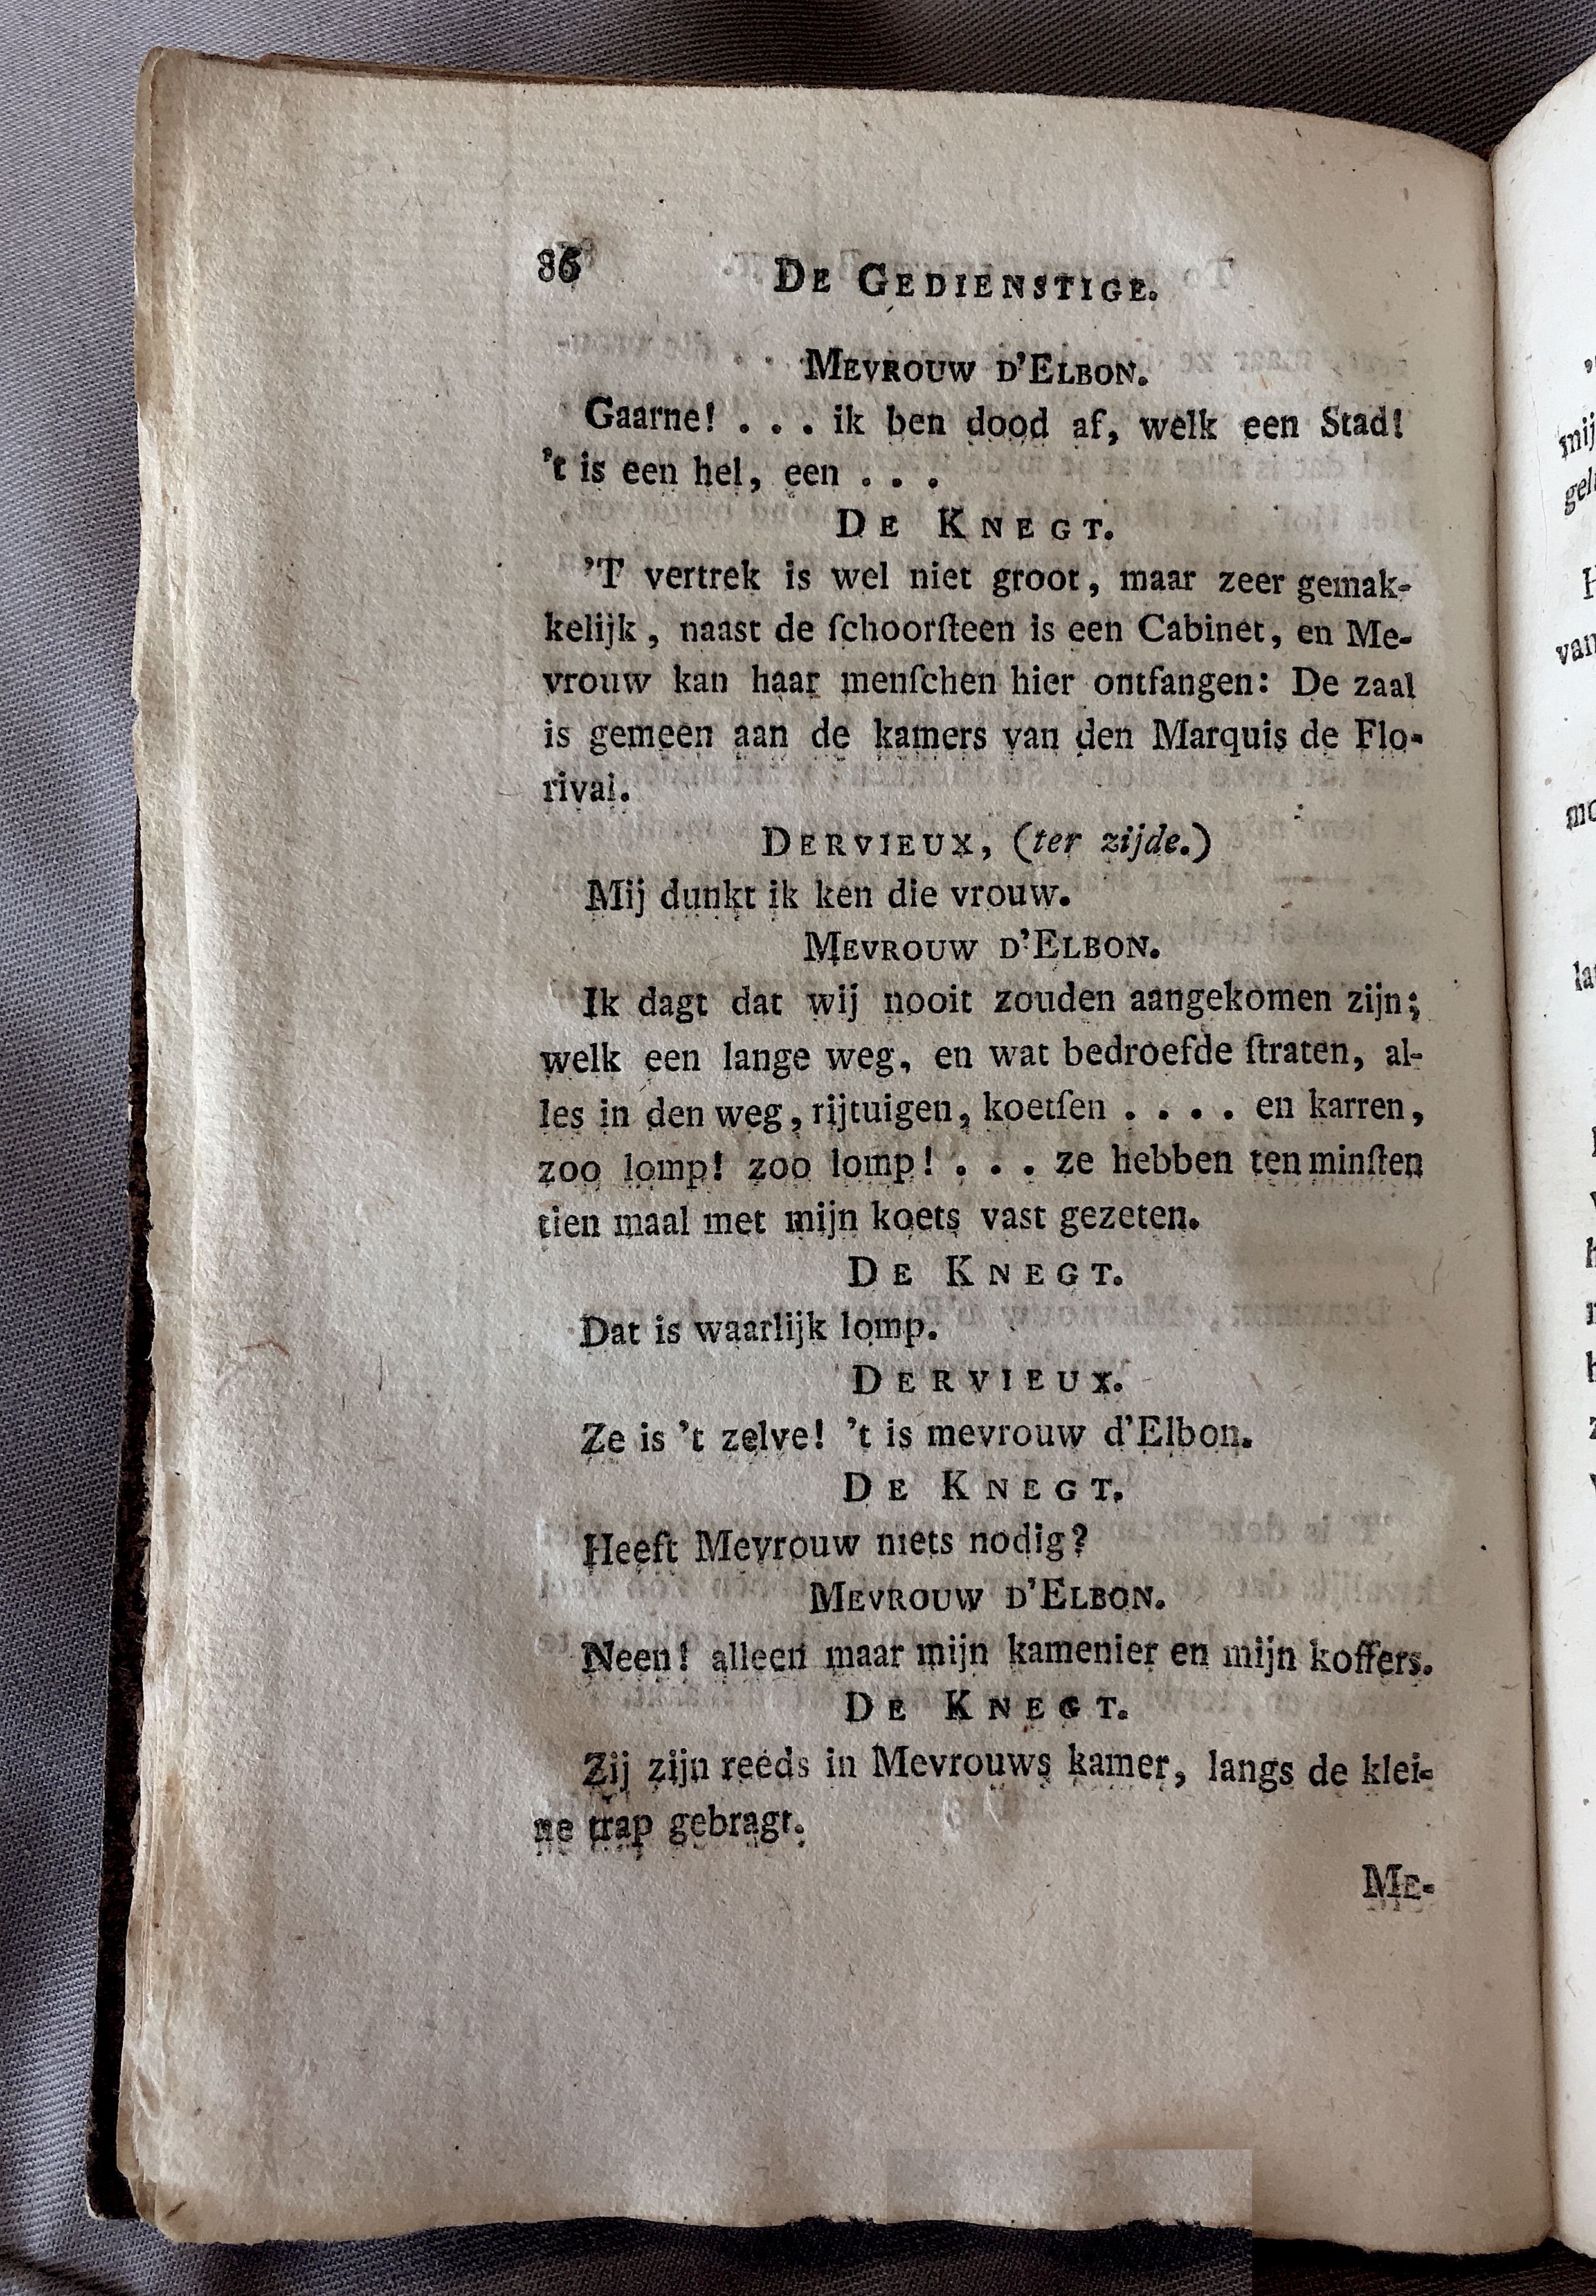 86 DE GEDIENSTIGE.
MEVROUW D'ELBON.
Gaarne! . . . ik ben dood af, welk een Stad!
't is een hel, een . . .
DE KNEGT.
'T vertrek is wel niet groot, maar zeer gemak-
kelijk, naast de ſchoorſteen is een Cabinet, en Me-
vrouw kan haar menſchen hier ontfangen: De zaal
is gemeen aan de kamers van den Marquis de Flo-
rival.
DERVIEUX, (ter zijde.)
Mij dunkt ik ken die vrouw.
MEVROUW D'ELBON.
Ik dagt dat wij nooit zouden aangekomen zijn;
welk een lange weg, en wat bedroefde ſtraten, al-
les in den weg, rijtuigen, koetſen . . . . en karren,
zoo lomp! zoo lomp! . . . ze hebben ten minſten
tien maal met mijn koets vast gezeten.
DE KNEGT.
Dat is waarlijk lomp.
DERVIEUX.
Ze is 't zelve! 't is mevrouw d'Elbon.
DE KNEGT.
Heeft Mevrouw niets nodig?
MEVROUW D'ELBON.
Neen! alleen maar mijn kamenier en mijn koffers.
DE KNEGT.
Zij zijn reeds in Mevrouws kamer, langs de klei-
ne trap gebragt.
ME-